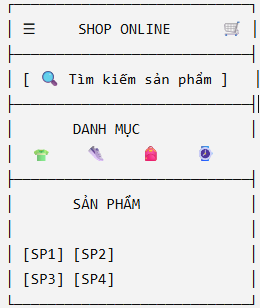 ☰ SHOP ONLINE 🛒
[ 🔍 Tìm kiếm sản phẩm ]
DANH MỤC
👕 👟 👜 ⌚
SẢN PHẨM
[SP1] [SP2]
[SP3] [SP4]